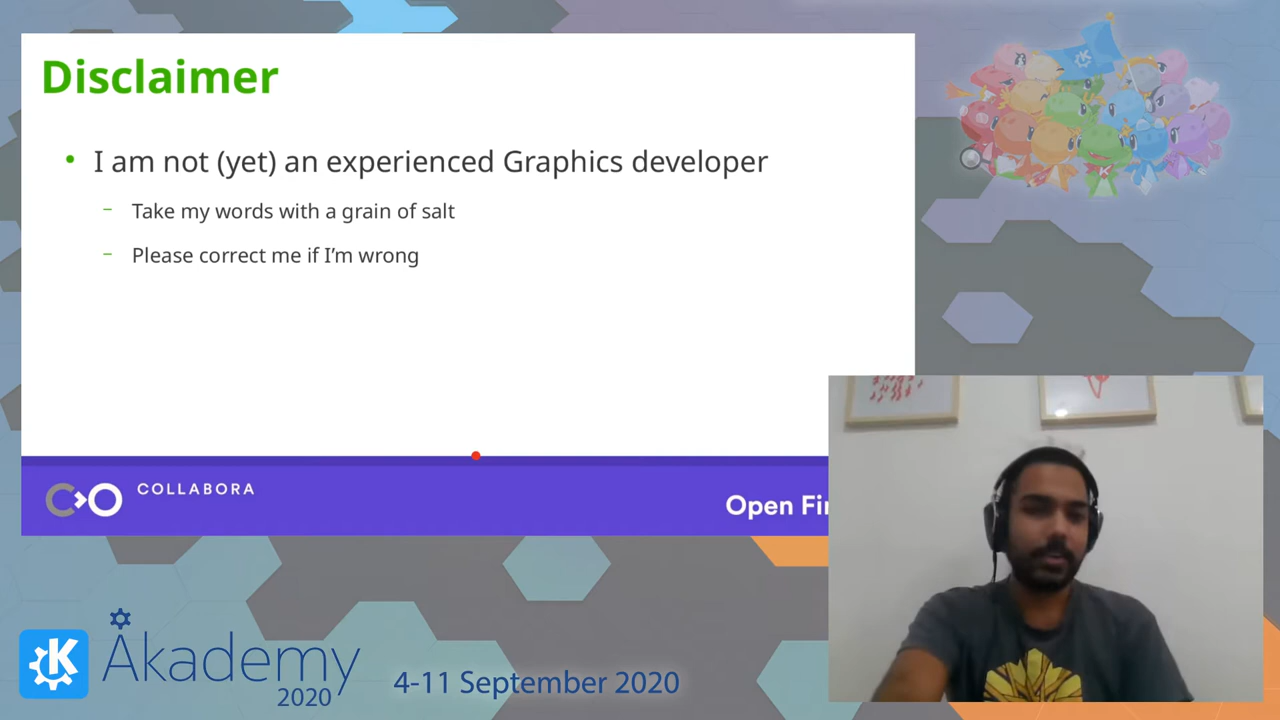 Disclaimer
• I am not (yet) an experienced Graphics developer
– Take my words with a grain of salt
– Please correct me if I’m wrong
COLLABORA
Open Fir
Akademy
2020
4-11 September 2020